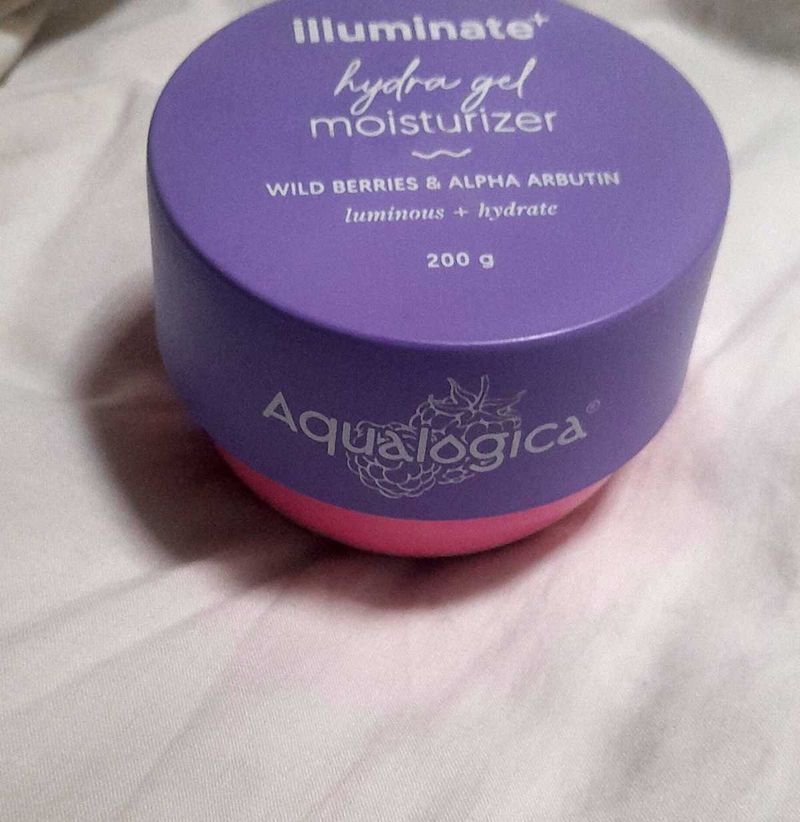 illuminate+
hydra gel
moisturizer
WILD BERRIES & ALPHA ARBUTIN
luminous + hydrate
200 g
Aqualogica®